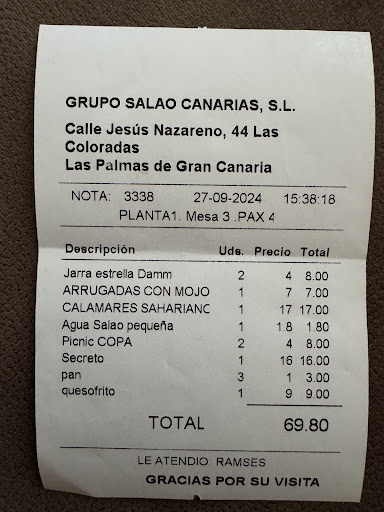 GRUPO SALAO CANARIAS, S.L.
Calle Jesús Nazareno, 44 Las
Coloradas
Las Palmas de Gran Canaria
NOTA: 3338 27-09-2024 15:38:18
PLANTA1. Mesa 3 .PAX 4
Descripción Uds. Precio Total
Jarra estrella Damm 2 4 8.00
ARRUGADAS CON MOJO 1 7 7.00
CALAMARES SAHARIANC 1 17 17.00
Agua Salao pequeña 1 1.8 1.80
Picnic COPA 2 4 8.00
Secreto 1 16 16.00
pan 3 1 3.00
quesofrito 1 9 9.00
TOTAL 69.80
LE ATENDIO RAMSES
GRACIAS POR SU VISITA